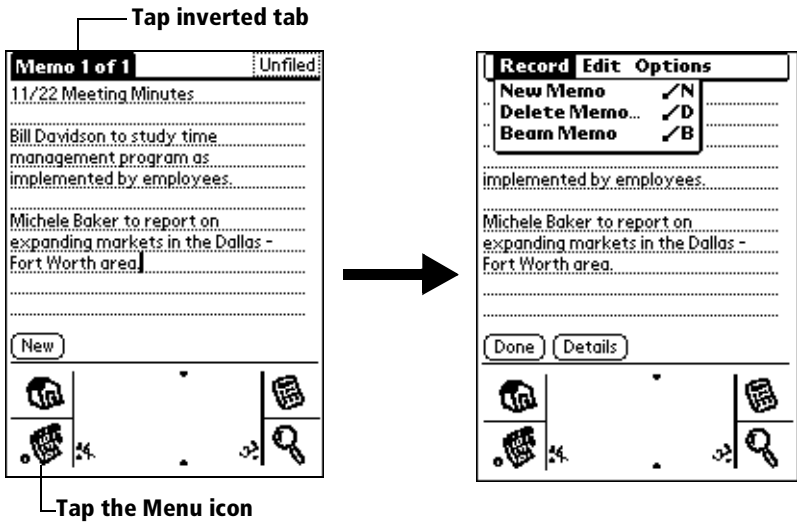 Tap inverted tab
Memo 1 of 1
Unfiled
11/22 Meeting Minutes
Bill Davidson to study time
management program as
implemented by employees.
Michele Baker to report on
expanding markets in the Dallas -
Fort Worth area.
New
Tap the Menu icon
Record Edit Options
New Memo /N
Delete Memo... /D
Beam Memo /B
implemented by employees.
Michele Baker to report on
expanding markets in the Dallas -
Fort Worth area.
Done Details